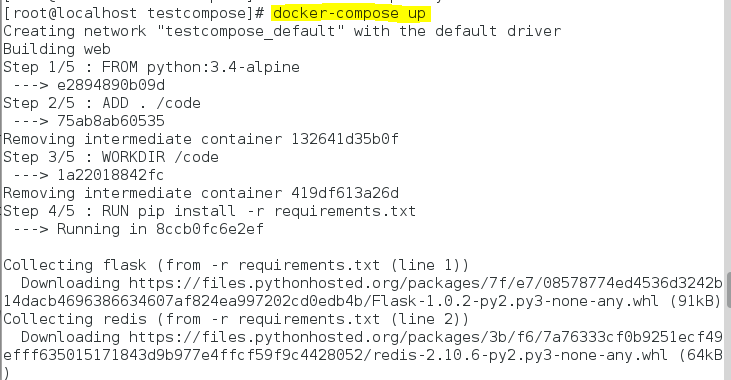 [root@localhost testcompose]# docker-compose up
Creating network "testcompose_default" with the default driver
Building web
Step 1/5 : FROM python:3.4-alpine
 ---> e2894890b09d
Step 2/5 : ADD . /code
 ---> 75ab8ab60535
Removing intermediate container 132641d35b0f
Step 3/5 : WORKDIR /code
 ---> 1a22018842fc
Removing intermediate container 419df613a26d
Step 4/5 : RUN pip install -r requirements.txt
 ---> Running in 8ccb0fc6e2ef
Collecting flask (from -r requirements.txt (line 1))
  Downloading https://files.pythonhosted.org/packages/7f/e7/08578774ed4536d3242b
14dacb4696386634607af824ea997202cd0edb4b/Flask-1.0.2-py2.py3-none-any.whl (91kB)
Collecting redis (from -r requirements.txt (line 2))
  Downloading https://files.pythonhosted.org/packages/3b/f6/7a76333cf0b9251ecf49
efff635015171843d9b977e4ffcf59f9c4428052/redis-2.10.6-py2.py3-none-any.whl (64kB
)